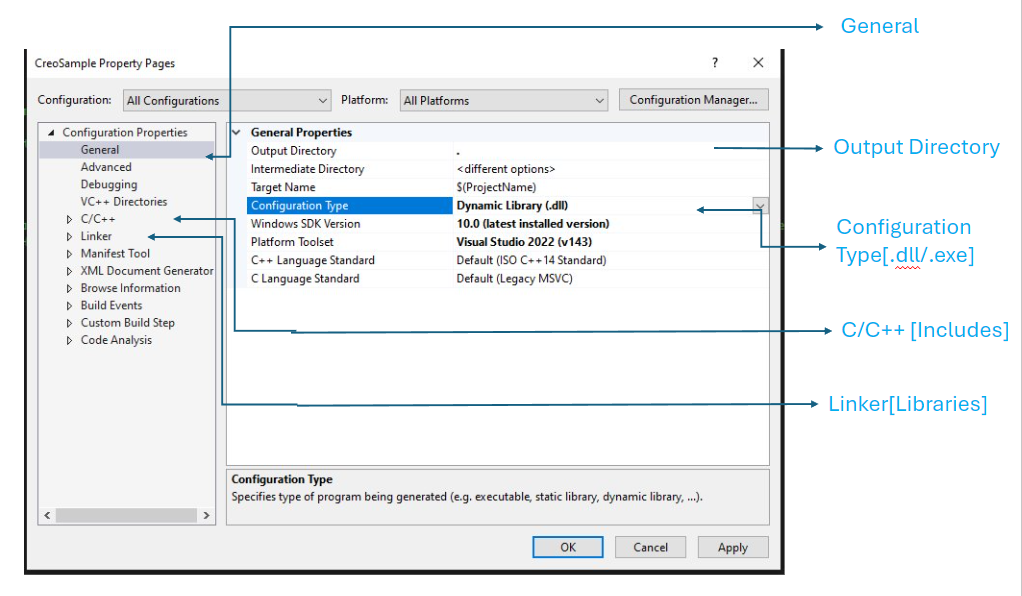 General
CreoSample Property Pages
?
Configuration: All Configurations Platform: All Platforms Configuration Manager...
Configuration Properties
General
Advanced
Debugging
VC++ Directories
C/C++
Linker
Manifest Tool
XML Document Generator
Browse Information
Build Events
Custom Build Step
Code Analysis
General Properties
Output Directory .
Intermediate Directory <different options>
Target Name $(ProjectName)
Configuration Type Dynamic Library (.dll)
Windows SDK Version 10.0 (latest installed version)
Platform Toolset Visual Studio 2022 (v143)
C++ Language Standard Default (ISO C++14 Standard)
C Language Standard Default (Legacy MSVC)
Configuration Type
Specifies type of program being generated (e.g. executable, static library, dynamic library, ...).
OK Cancel Apply
Output Directory
Configuration
Type[.dll/.exe]
C/C++ [Includes]
Linker[Libraries]